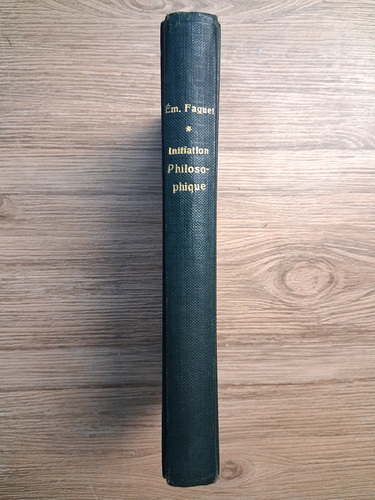 Ém. Faguet
*
Initiation
Philoso-
phique